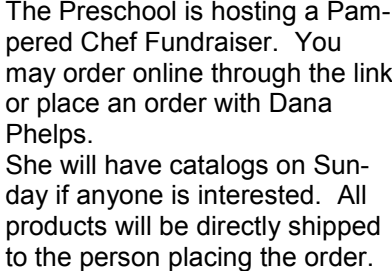 The Preschool is hosting a Pam-
pered Chef Fundraiser.  You
may order online through the link
or place an order with Dana
Phelps.
She will have catalogs on Sun-
day if anyone is interested.  All
products will be directly shipped
to the person placing the order.